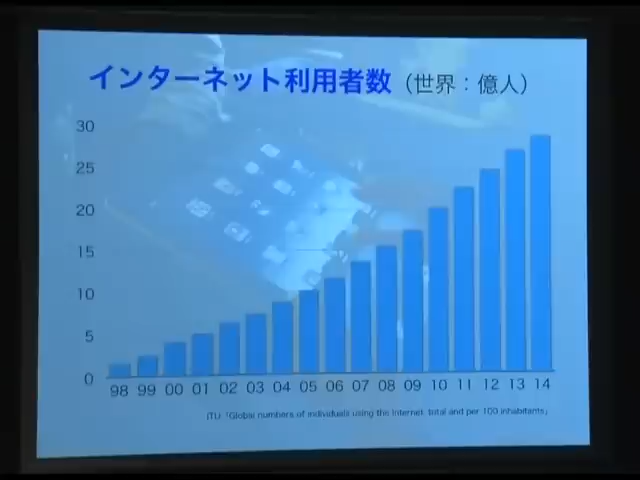 インターネット利用者数（世界：億人）
30
25
20
15
10
5
0
98 99 00 01 02 03 04 05 06 07 08 09 10 11 12 13 14
ITU「Global numbers of individuals using the Internet, total and per 100 inhabitants」